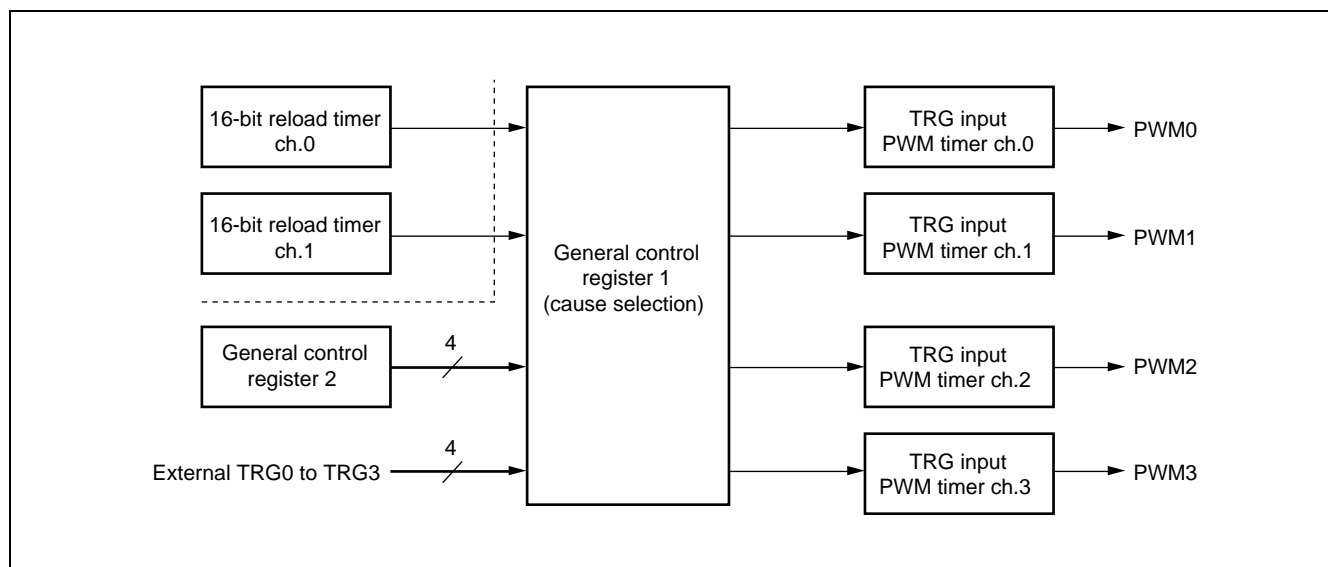 16-bit reload timer
ch.0
16-bit reload timer
ch.1
4
General control
register 2
4
External TRG0 to TRG3
General control
register 1
(cause selection)
TRG input
PWM timer ch.0
PWM0
TRG input
PWM timer ch.1
PWM1
TRG input
PWM timer ch.2
PWM2
TRG input
PWM timer ch.3
PWM3